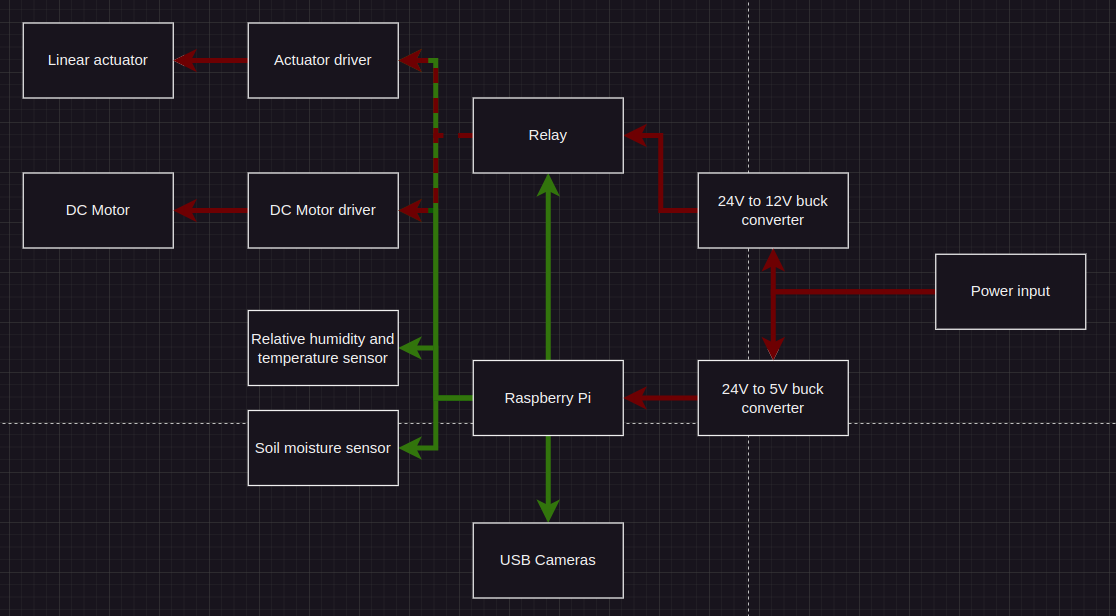 Linear actuator
Actuator driver
Relay
DC Motor
DC Motor driver
24V to 12V buck
converter
Power input
Relative humidity and
temperature sensor
Raspberry Pi
24V to 5V buck
converter
Soil moisture sensor
USB Cameras